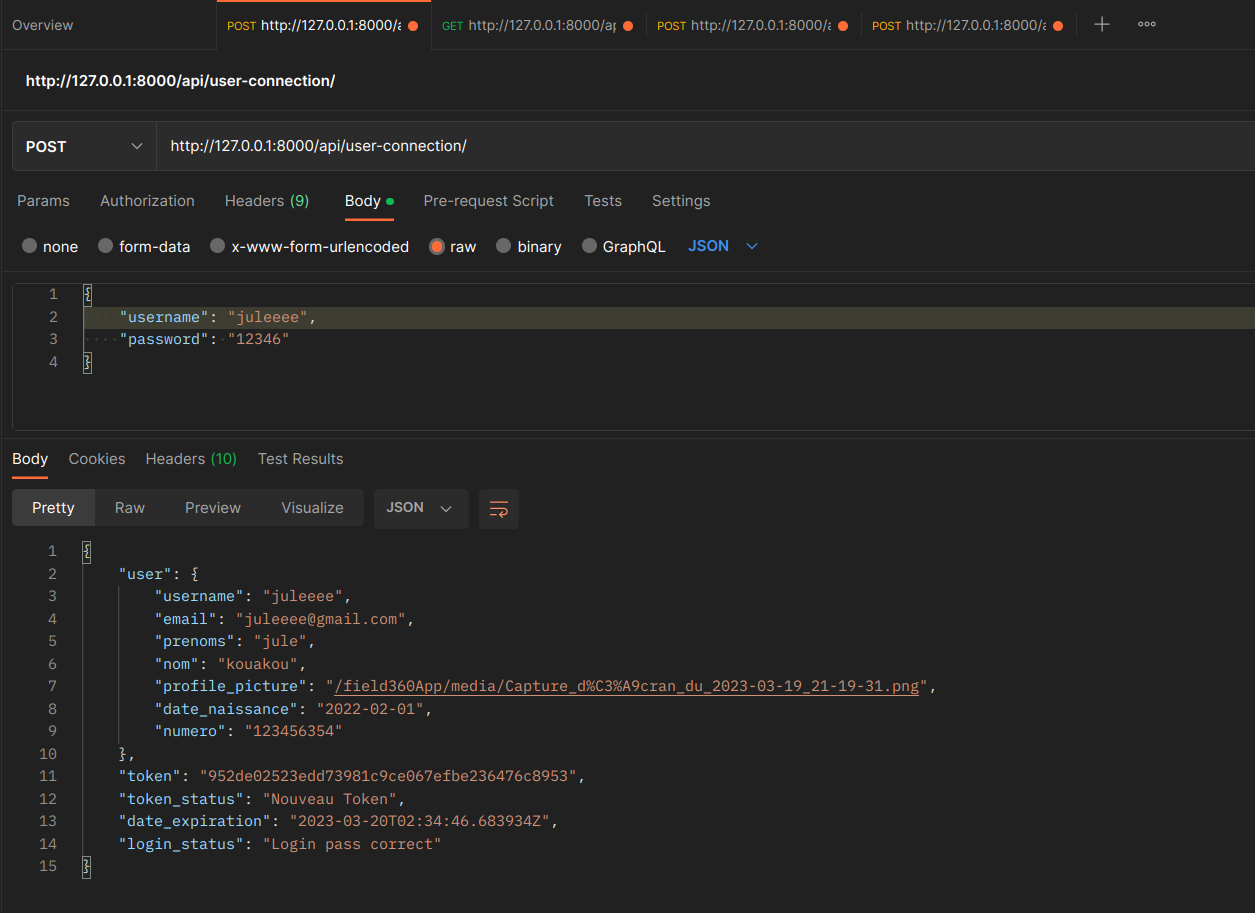 Overview
POST http://127.0.0.1:8000/a
GET http://127.0.0.1:8000/ap
POST http://127.0.0.1:8000/a
POST http://127.0.0.1:8000/a
http://127.0.0.1:8000/api/user-connection/
POST
http://127.0.0.1:8000/api/user-connection/
Params Authorization Headers (9) Body Pre-request Script Tests Settings
none form-data x-www-form-urlencoded raw binary GraphQL JSON
1 {
2 "username": "juleeee",
3 "password": "12346"
4 }
Body Cookies Headers (10) Test Results
Pretty Raw Preview Visualize JSON
1 {
2 "user": {
3 "username": "juleeee",
4 "email": "juleeee@gmail.com",
5 "prenoms": "jule",
6 "nom": "kouakou",
7 "profile_picture": "/field360App/media/Capture_d%C3%A9cran_du_2023-03-19_21-19-31.png",
8 "date_naissance": "2022-02-01",
9 "numero": "123456354"
10 },
11 "token": "952de02523edd73981c9ce067efbe236476c8953",
12 "token_status": "Nouveau Token",
13 "date_expiration": "2023-03-20T02:34:46.683934Z",
14 "login_status": "Login pass correct"
15 }